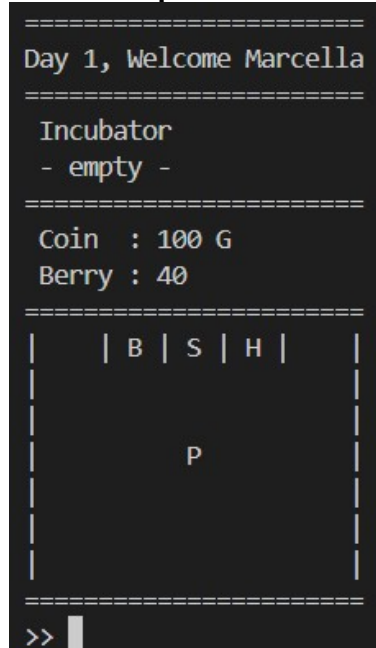 =======================
Day 1, Welcome Marcella
=======================
 Incubator
 - empty -
=======================
 Coin  : 100 G
 Berry : 40
=======================
|    | B | S | H |    |
|                     |
|                     |
|          P          |
|                     |
|                     |
|                     |
=======================
>>